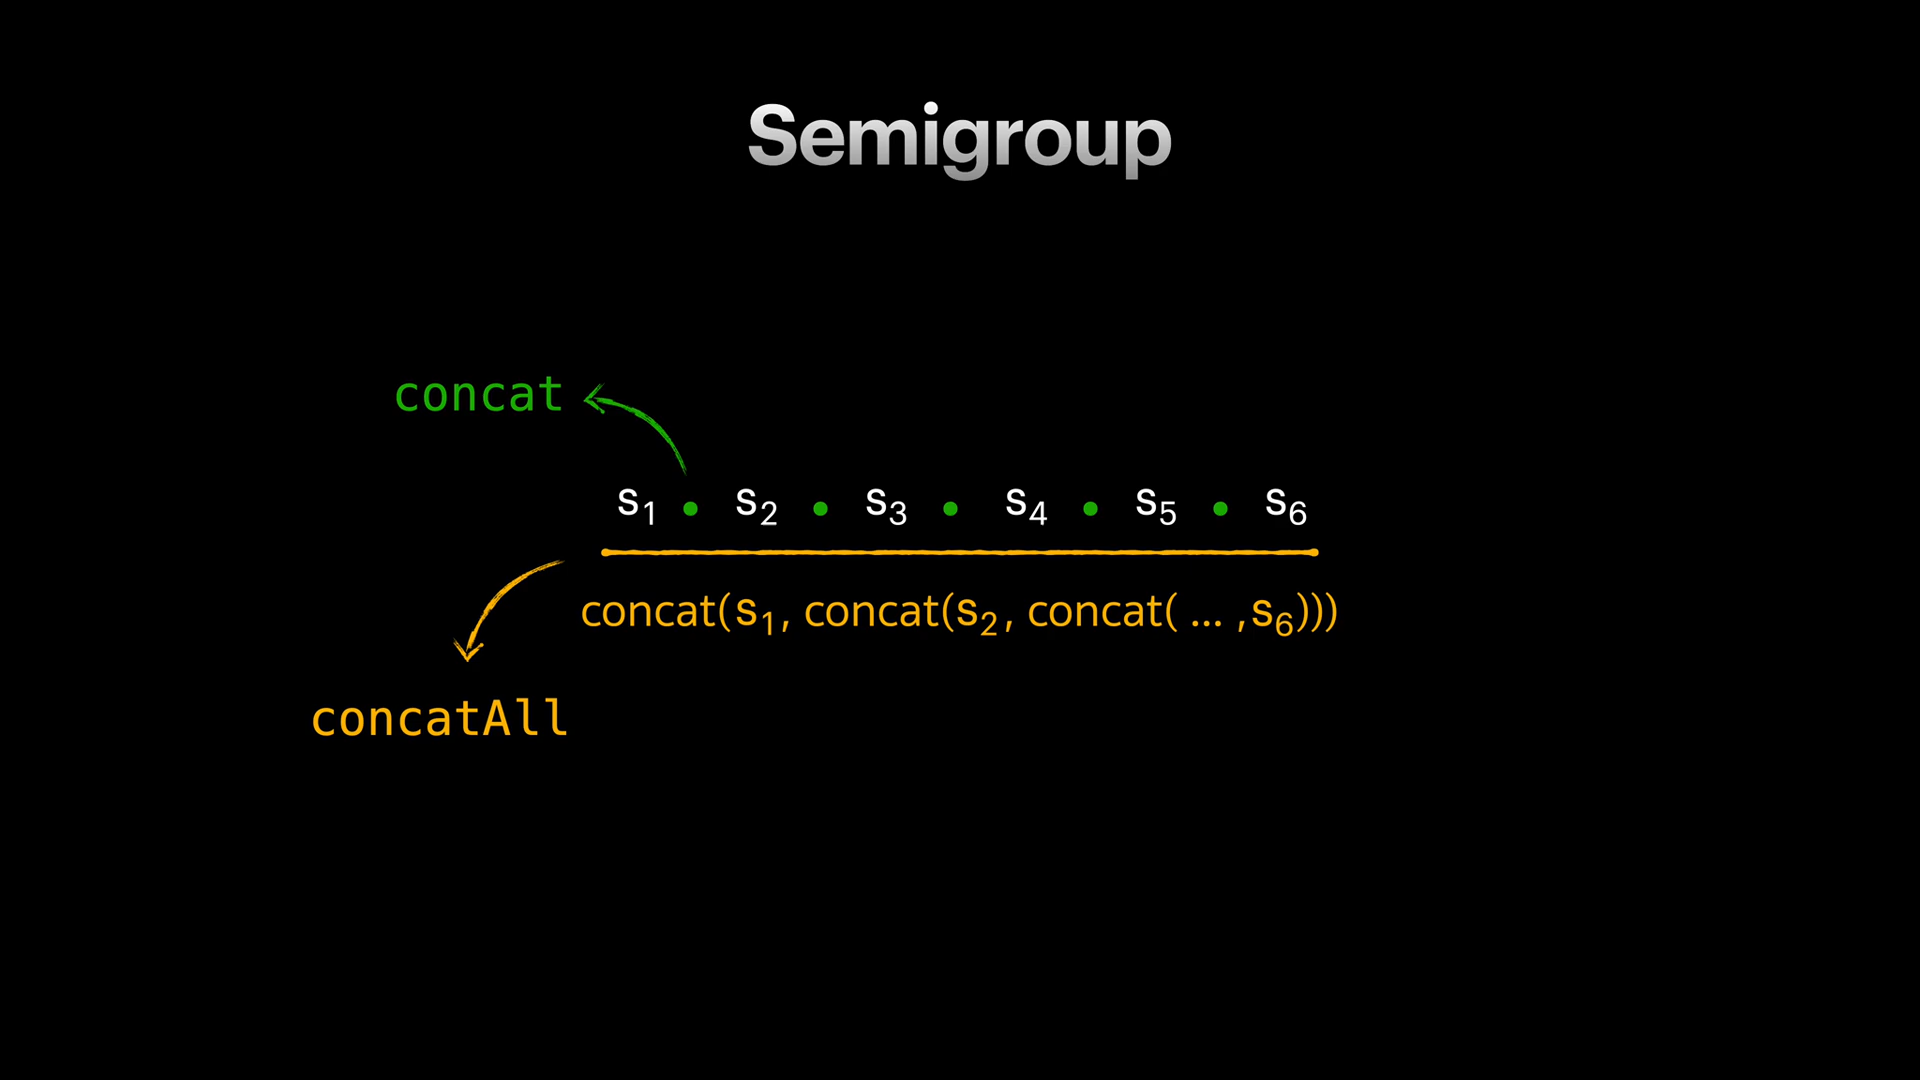 Semigroup
concat
s₁ • s₂ • s₃ • s₄ • s₅ • s₆
concat(s₁, concat(s₂, concat( ... ,s₆)))
concatAll